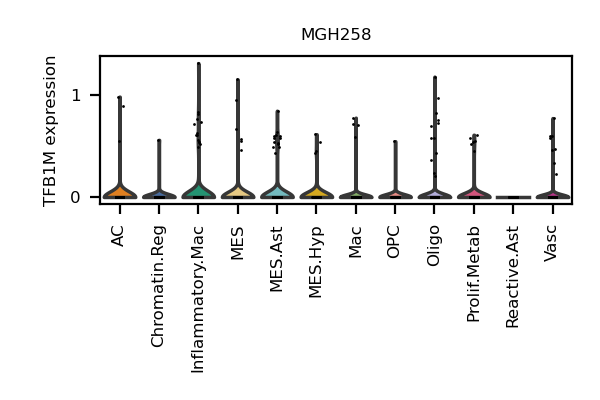 MGH258
TFB1M expression
1
0
AC
Chromatin.Reg
Inflammatory.Mac
MES
MES.Ast
MES.Hyp
Mac
OPC
Oligo
Prolif.Metab
Reactive.Ast
Vasc